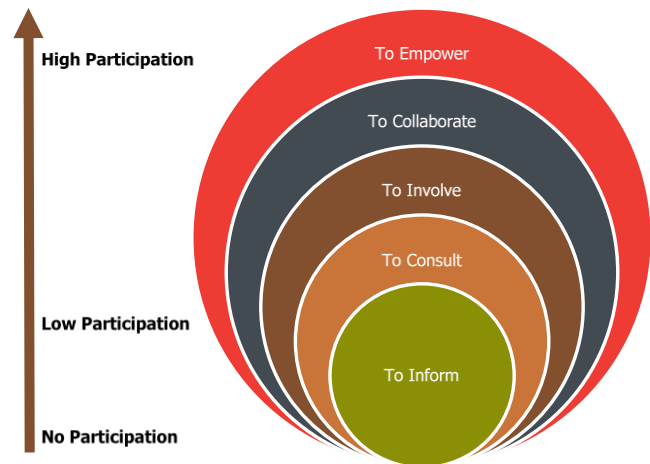 High Participation
To Empower
To Collaborate
To Involve
To Consult
Low Participation
To Inform
No Participation